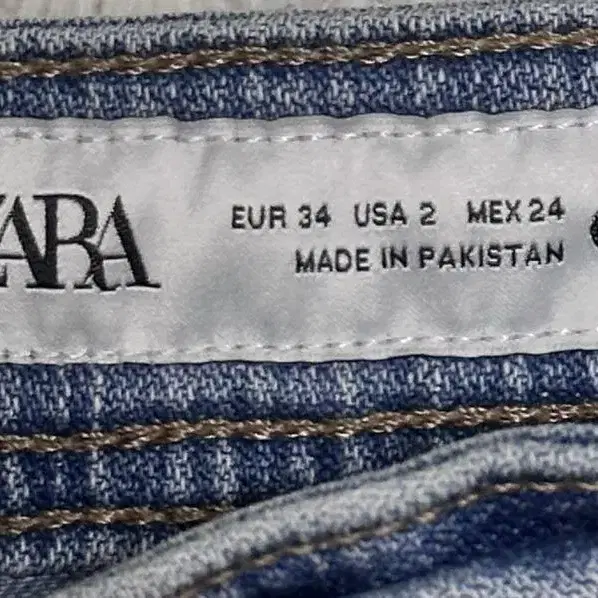 ZARA
EUR 34 USA 2 MEX 24
MADE IN PAKISTAN